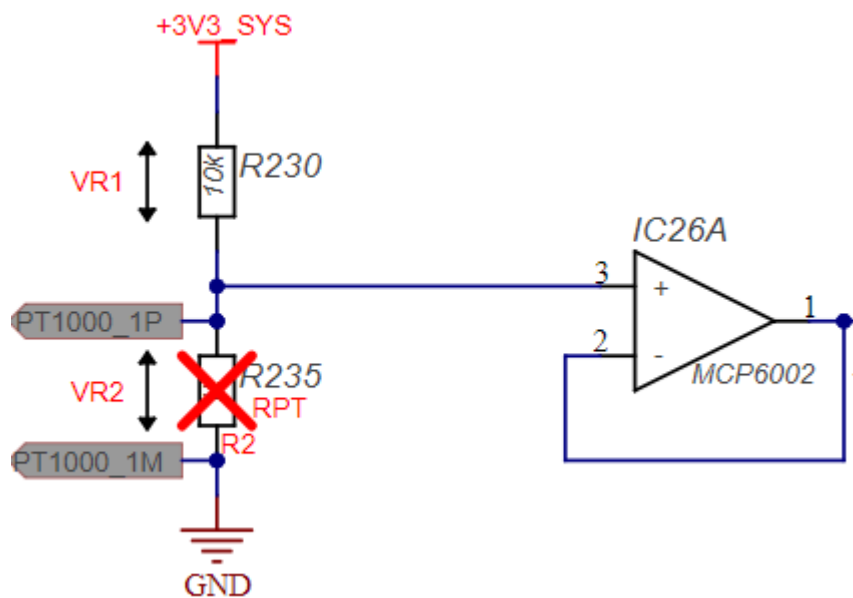 +3V3_SYS
VR1
10k
R230
IC26A
3
+
PT1000_1P
1
2
-
MCP6002
VR2
R235
RPT
R2
PT1000_1M
GND